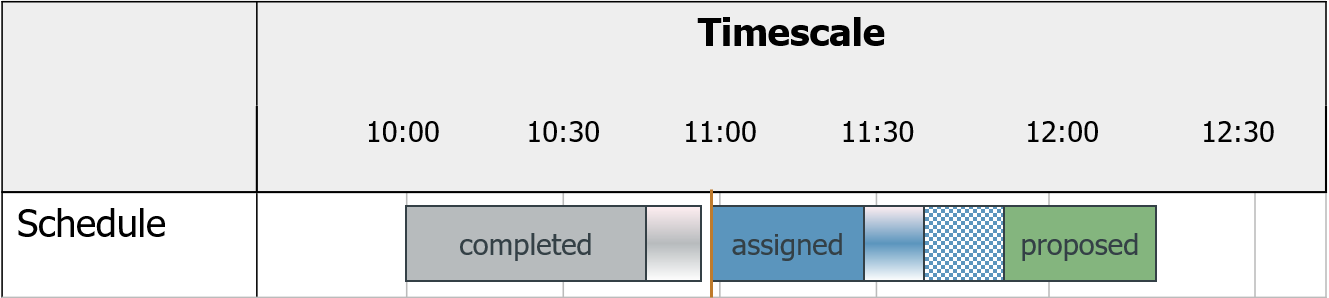 Timescale
10:00 10:30 11:00 11:30 12:00 12:30
Schedule
completed assigned proposed